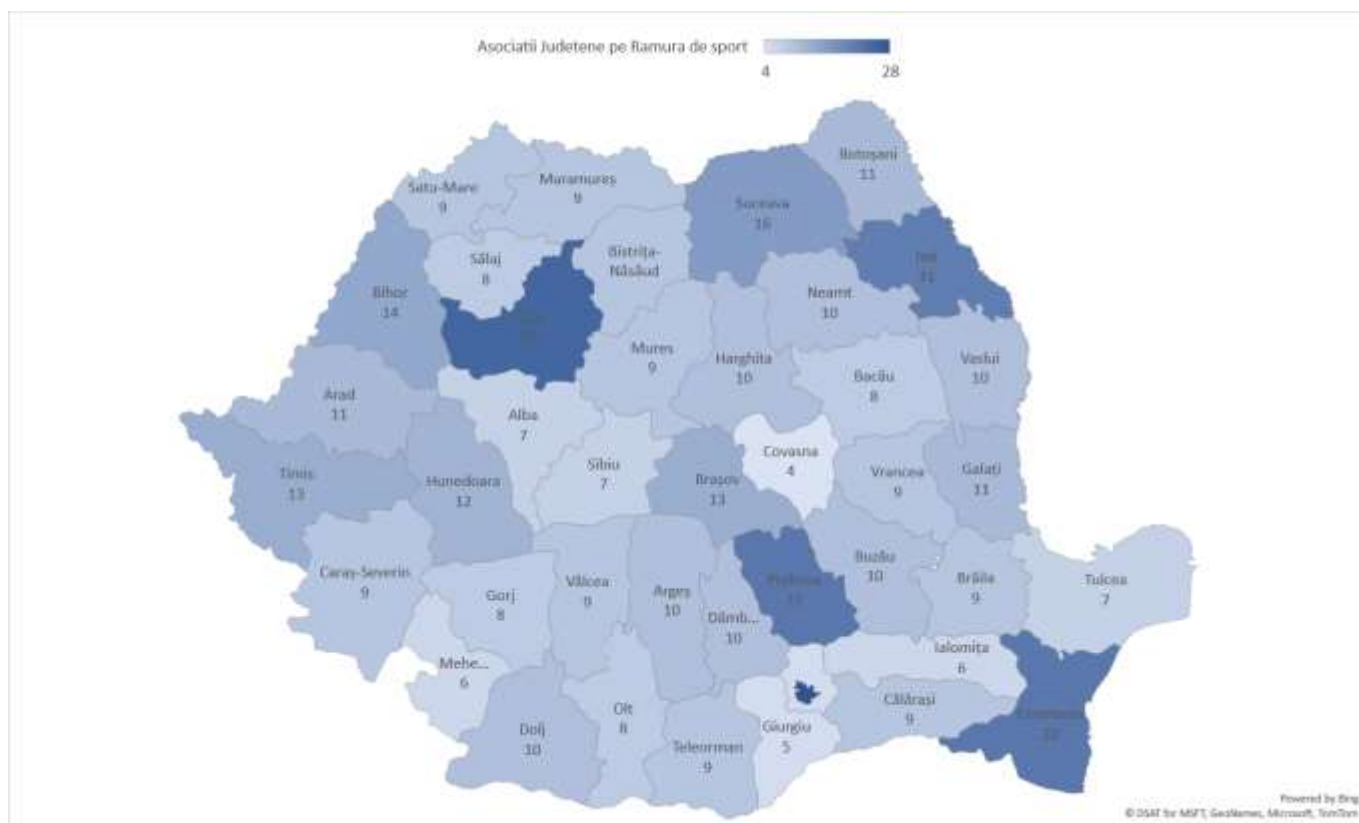 Asociatii Judetene pe Ramura de sport
4 28
Botoșani
11
Satu-Mare
9
Maramureș
9
Suceava
16
Iași
Sălaj
8
Bistrița-
Năsăud
Bihor
14
Neamt
10
Mures
9
Harghita
10
Bacău
8
Vaslui
10
Arad
11
Alba
7
Sibiu
7
Covasna
4
Timiș
13
Hunedoara
12
Brașov
13
Vrancea
9
Galați
11
Caraș-Severin
9
Gorj
8
Vâlcea
9
Argeș
10
Dâmb...
10
Prahova
Buzău
10
Brăila
9
Tulcea
7
Mehe...
6
Ialomița
6
Dolj
10
Olt
8
Teleorman
9
Giurgiu
5
Călărași
9
Constanța
Powered by Bing
© DSAT for MSFT, GeoNames, Microsoft, TomTom